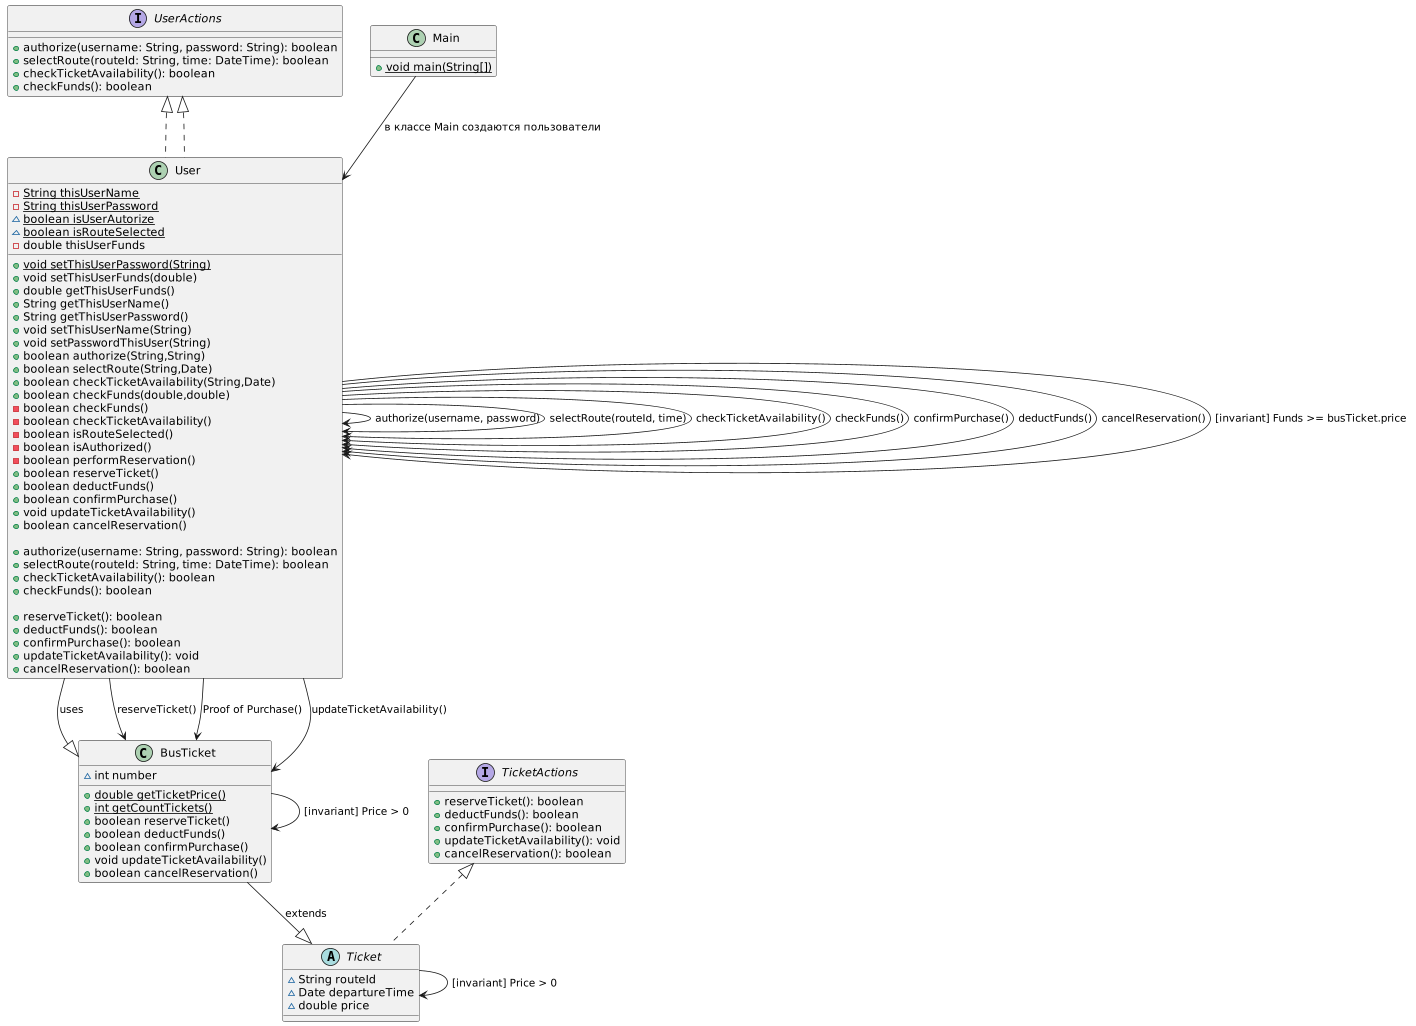 UserActions
authorize(username: String, password: String): boolean
selectRoute(routeId: String, time: DateTime): boolean
checkTicketAvailability(): boolean
checkFunds(): boolean
Main
void main(String[])
в классе Main создаются пользователи
User
String thisUserName
String thisUserPassword
boolean isUserAutorize
boolean isRouteSelected
double thisUserFunds
void setThisUserPassword(String)
void setThisUserFunds(double)
double getThisUserFunds()
String getThisUserName()
String getThisUserPassword()
void setThisUserName(String)
void setPasswordThisUser(String)
boolean authorize(String,String)
boolean selectRoute(String,Date)
boolean checkTicketAvailability(String,Date)
boolean checkFunds(double,double)
boolean checkFunds()
boolean checkTicketAvailability()
boolean isRouteSelected()
boolean isAuthorized()
boolean performReservation()
boolean reserveTicket()
boolean deductFunds()
boolean confirmPurchase()
void updateTicketAvailability()
boolean cancelReservation()
authorize(username: String, password: String): boolean
selectRoute(routeId: String, time: DateTime): boolean
checkTicketAvailability(): boolean
checkFunds(): boolean
reserveTicket(): boolean
deductFunds(): boolean
confirmPurchase(): boolean
updateTicketAvailability(): void
cancelReservation(): boolean
authorize(username, password)
selectRoute(routeId, time)
checkTicketAvailability()
checkFunds()
confirmPurchase()
deductFunds()
cancelReservation()
[invariant] Funds >= busTicket.price
uses
reserveTicket()
Proof of Purchase()
updateTicketAvailability()
BusTicket
int number
double getTicketPrice()
int getCountTickets()
boolean reserveTicket()
boolean deductFunds()
boolean confirmPurchase()
void updateTicketAvailability()
boolean cancelReservation()
[invariant] Price > 0
TicketActions
reserveTicket(): boolean
deductFunds(): boolean
confirmPurchase(): boolean
updateTicketAvailability(): void
cancelReservation(): boolean
extends
Ticket
String routeId
Date departureTime
double price
[invariant] Price > 0